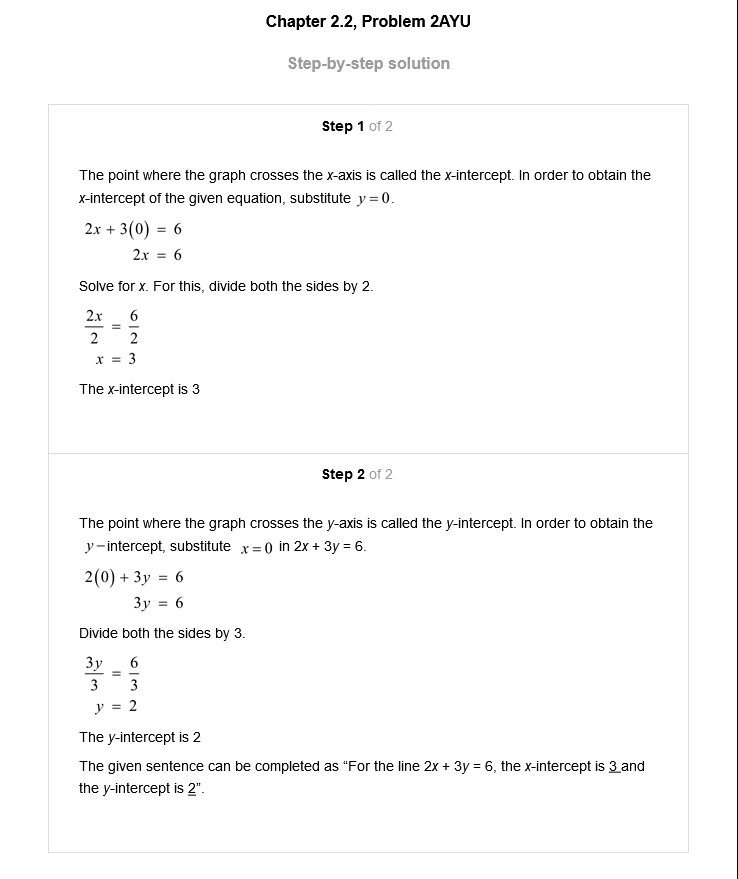 Chapter 2.2, Problem 2AYU
Step-by-step solution
Step 1 of 2
The point where the graph crosses the x-axis is called the x-intercept. In order to obtain the
x-intercept of the given equation, substitute y = 0.
2x + 3(0) = 6
2x = 6
Solve for x. For this, divide both the sides by 2.
2x/2 = 6/2
x = 3
The x-intercept is 3
Step 2 of 2
The point where the graph crosses the y-axis is called the y-intercept. In order to obtain the
y–intercept, substitute x = 0 in 2x + 3y = 6.
2(0) + 3y = 6
3y = 6
Divide both the sides by 3.
3y/3 = 6/3
y = 2
The y-intercept is 2
The given sentence can be completed as “For the line 2x + 3y = 6, the x-intercept is 3 and
the y-intercept is 2”.